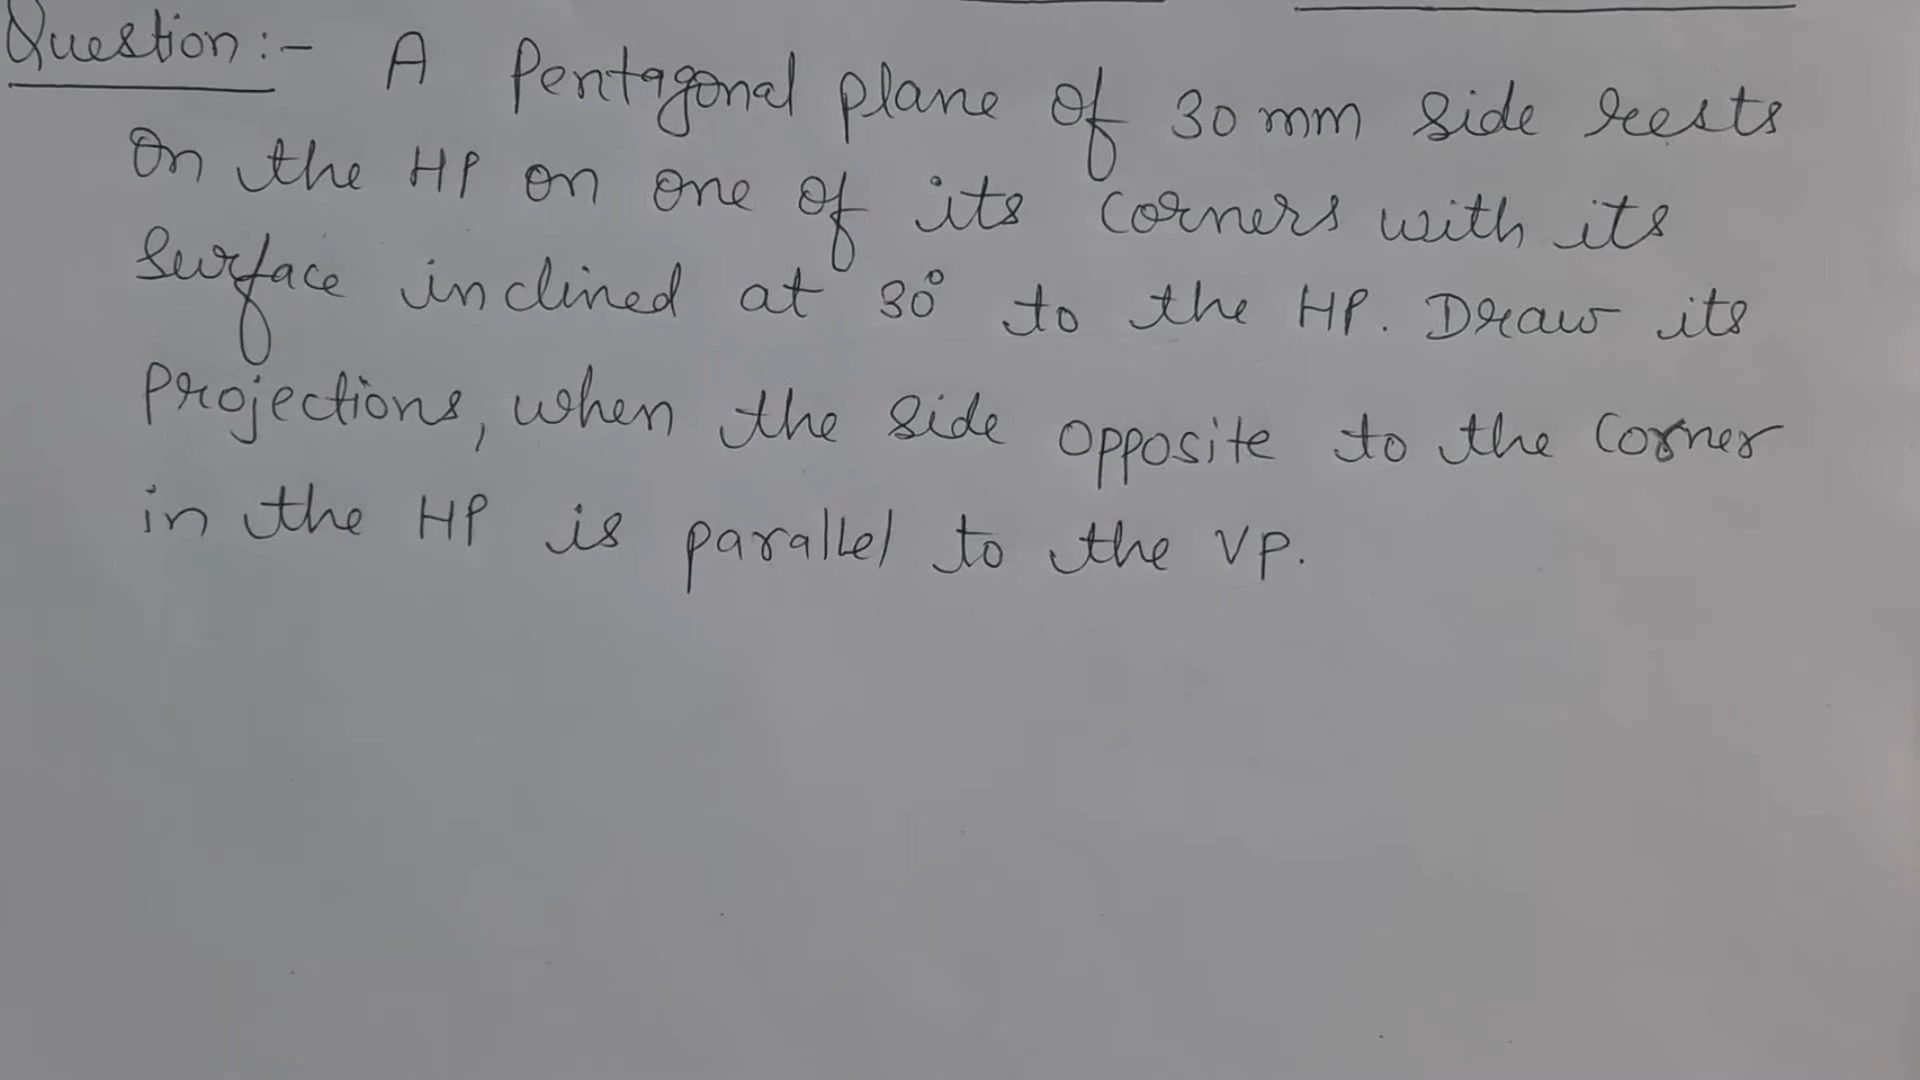 Question :- A Pentagonal plane of 30 mm side rests
on the HP on one of its corners with its
Surface inclined at 30° to the HP. Draw its
Projections, when the side opposite to the corner
in the HP is parallel to the VP.